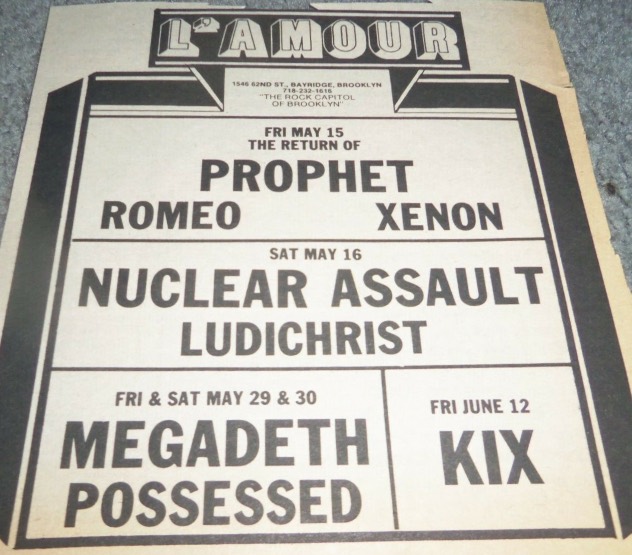 L'AMOUR
1546 62ND ST., BAYRIDGE, BROOKLYN
718-232-1616
"THE ROCK CAPITOL
OF BROOKLYN"
FRI MAY 15
THE RETURN OF
PROPHET
ROMEO XENON
SAT MAY 16
NUCLEAR ASSAULT
LUDICHRIST
FRI & SAT MAY 29 & 30
MEGADETH
POSSESSED
FRI JUNE 12
KIX